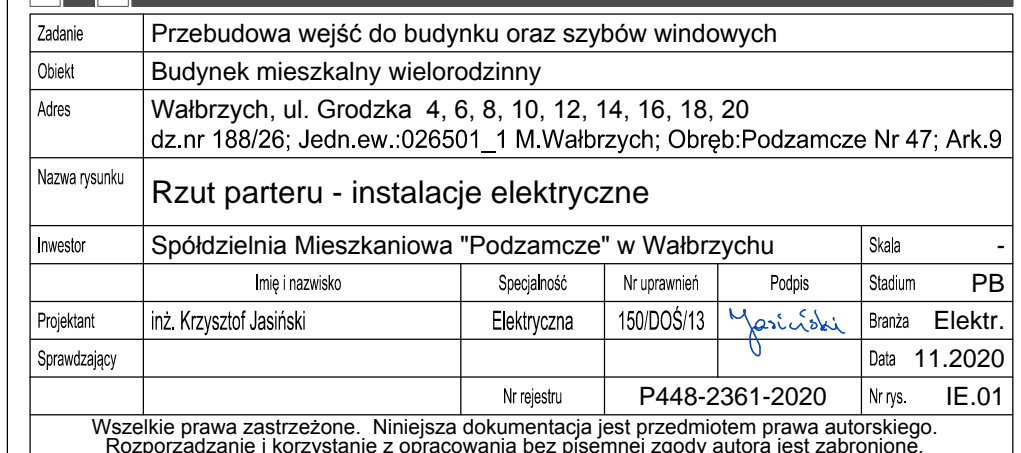 Zadanie Przebudowa wejść do budynku oraz szybów windowych
Obiekt Budynek mieszkalny wielorodzinny
Adres Wałbrzych, ul. Grodzka 4, 6, 8, 10, 12, 14, 16, 18, 20
dz.nr 188/26; Jedn.ew.:026501_1 M.Wałbrzych; Obręb:Podzamcze Nr 47; Ark.9
Nazwa rysunku Rzut parteru - instalacje elektryczne
Inwestor Spółdzielnia Mieszkaniowa "Podzamcze" w Wałbrzychu Skala -
Imię i nazwisko Specjalność Nr uprawnień Podpis Stadium PB
Projektant inż. Krzysztof Jasiński Elektryczna 150/DOŚ/13 Jasiński Branża Elektr.
Sprawdzający Data 11.2020
Nr rejestru P448-2361-2020 Nr rys. IE.01
Wszelkie prawa zastrzeżone. Niniejsza dokumentacja jest przedmiotem prawa autorskiego.
Rozporządzanie i korzystanie z opracowania bez pisemnej zgody autora jest zabronione.